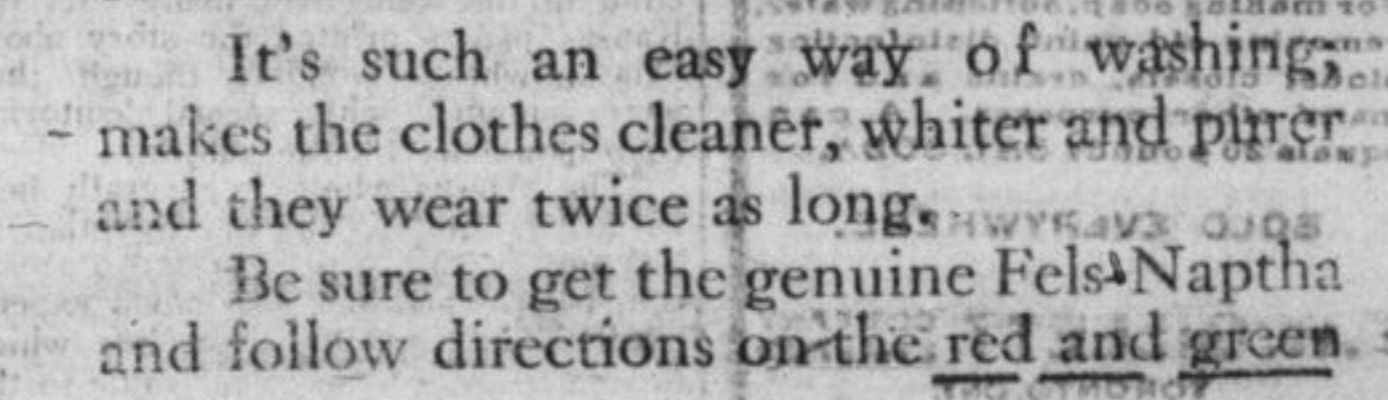 It's such an easy way of washing;
makes the clothes cleaner, whiter and purer
and they wear twice as long.
Be sure to get the genuine Fels-Naptha
and follow directions on the red and green